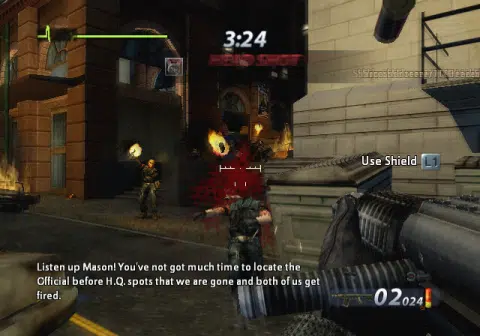 3:24
HEAD SHOT
Use Shield L1
Listen up Mason! You've not got much time to locate the
Official before H.Q. spots that we are gone and both of us get
fired.
02 024